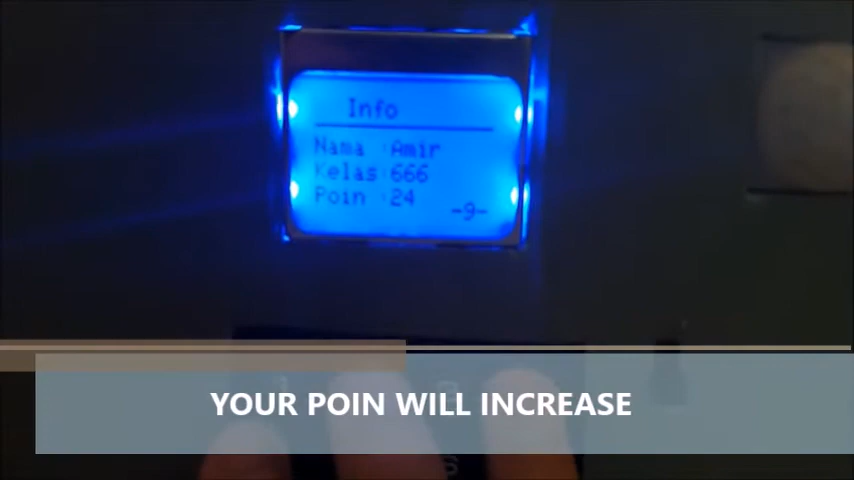 Info
Nama :Amir
Kelas:666
Poin :24
-9-
YOUR POIN WILL INCREASE